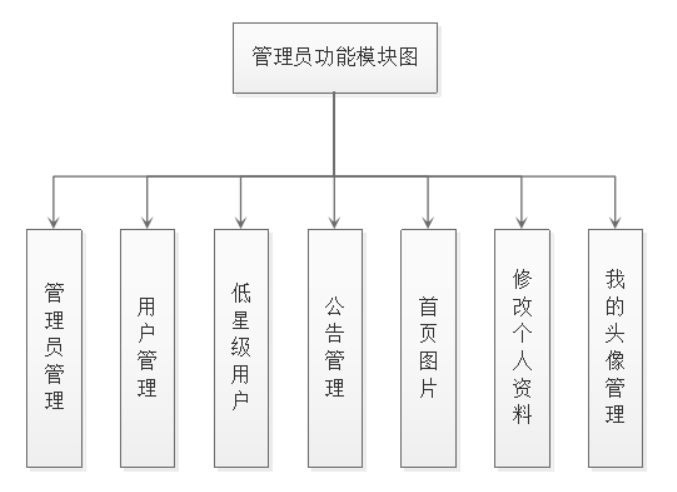 管理员功能模块图
管理员管理
用户管理
低星级用户
公告管理
首页图片
修改个人资料
我的头像管理